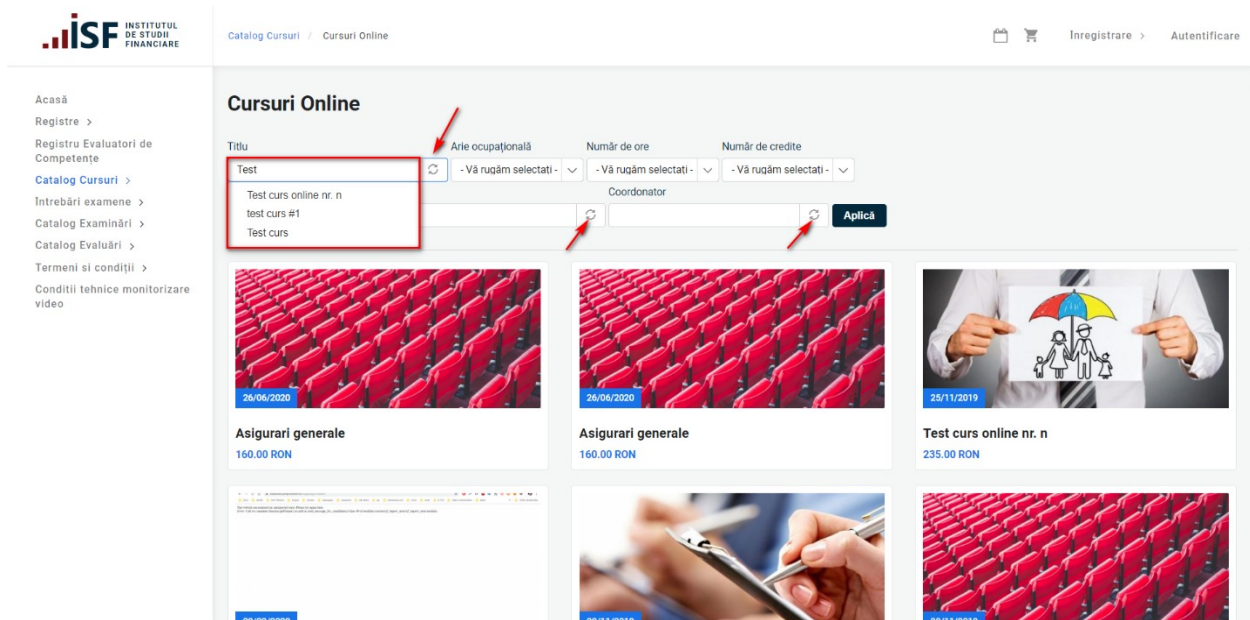 İSF INSTITUTUL
DE STUDII
FINANCIARE
Catalog Cursuri / Cursuri Online
Inregistrare >
Autentificare
Acasă
Registre >
Registru Evaluatori de
Competențe
Catalog Cursuri >
Intrebări examene >
Catalog Examinări >
Catalog Evaluări >
Termeni si condiții >
Conditii tehnice monitorizare
video
Cursuri Online
Titlu
Arie ocupațională
Număr de ore
Număr de credite
Test
- Vă rugăm selectați -
- Vă rugăm selectați -
- Vă rugăm selectați -
Test curs online nr. n
test curs #1
Test curs
Coordonator
Aplică
26/06/2020
Asigurari generale
160.00 RON
26/06/2020
Asigurari generale
160.00 RON
25/11/2019
Test curs online nr. n
235.00 RON